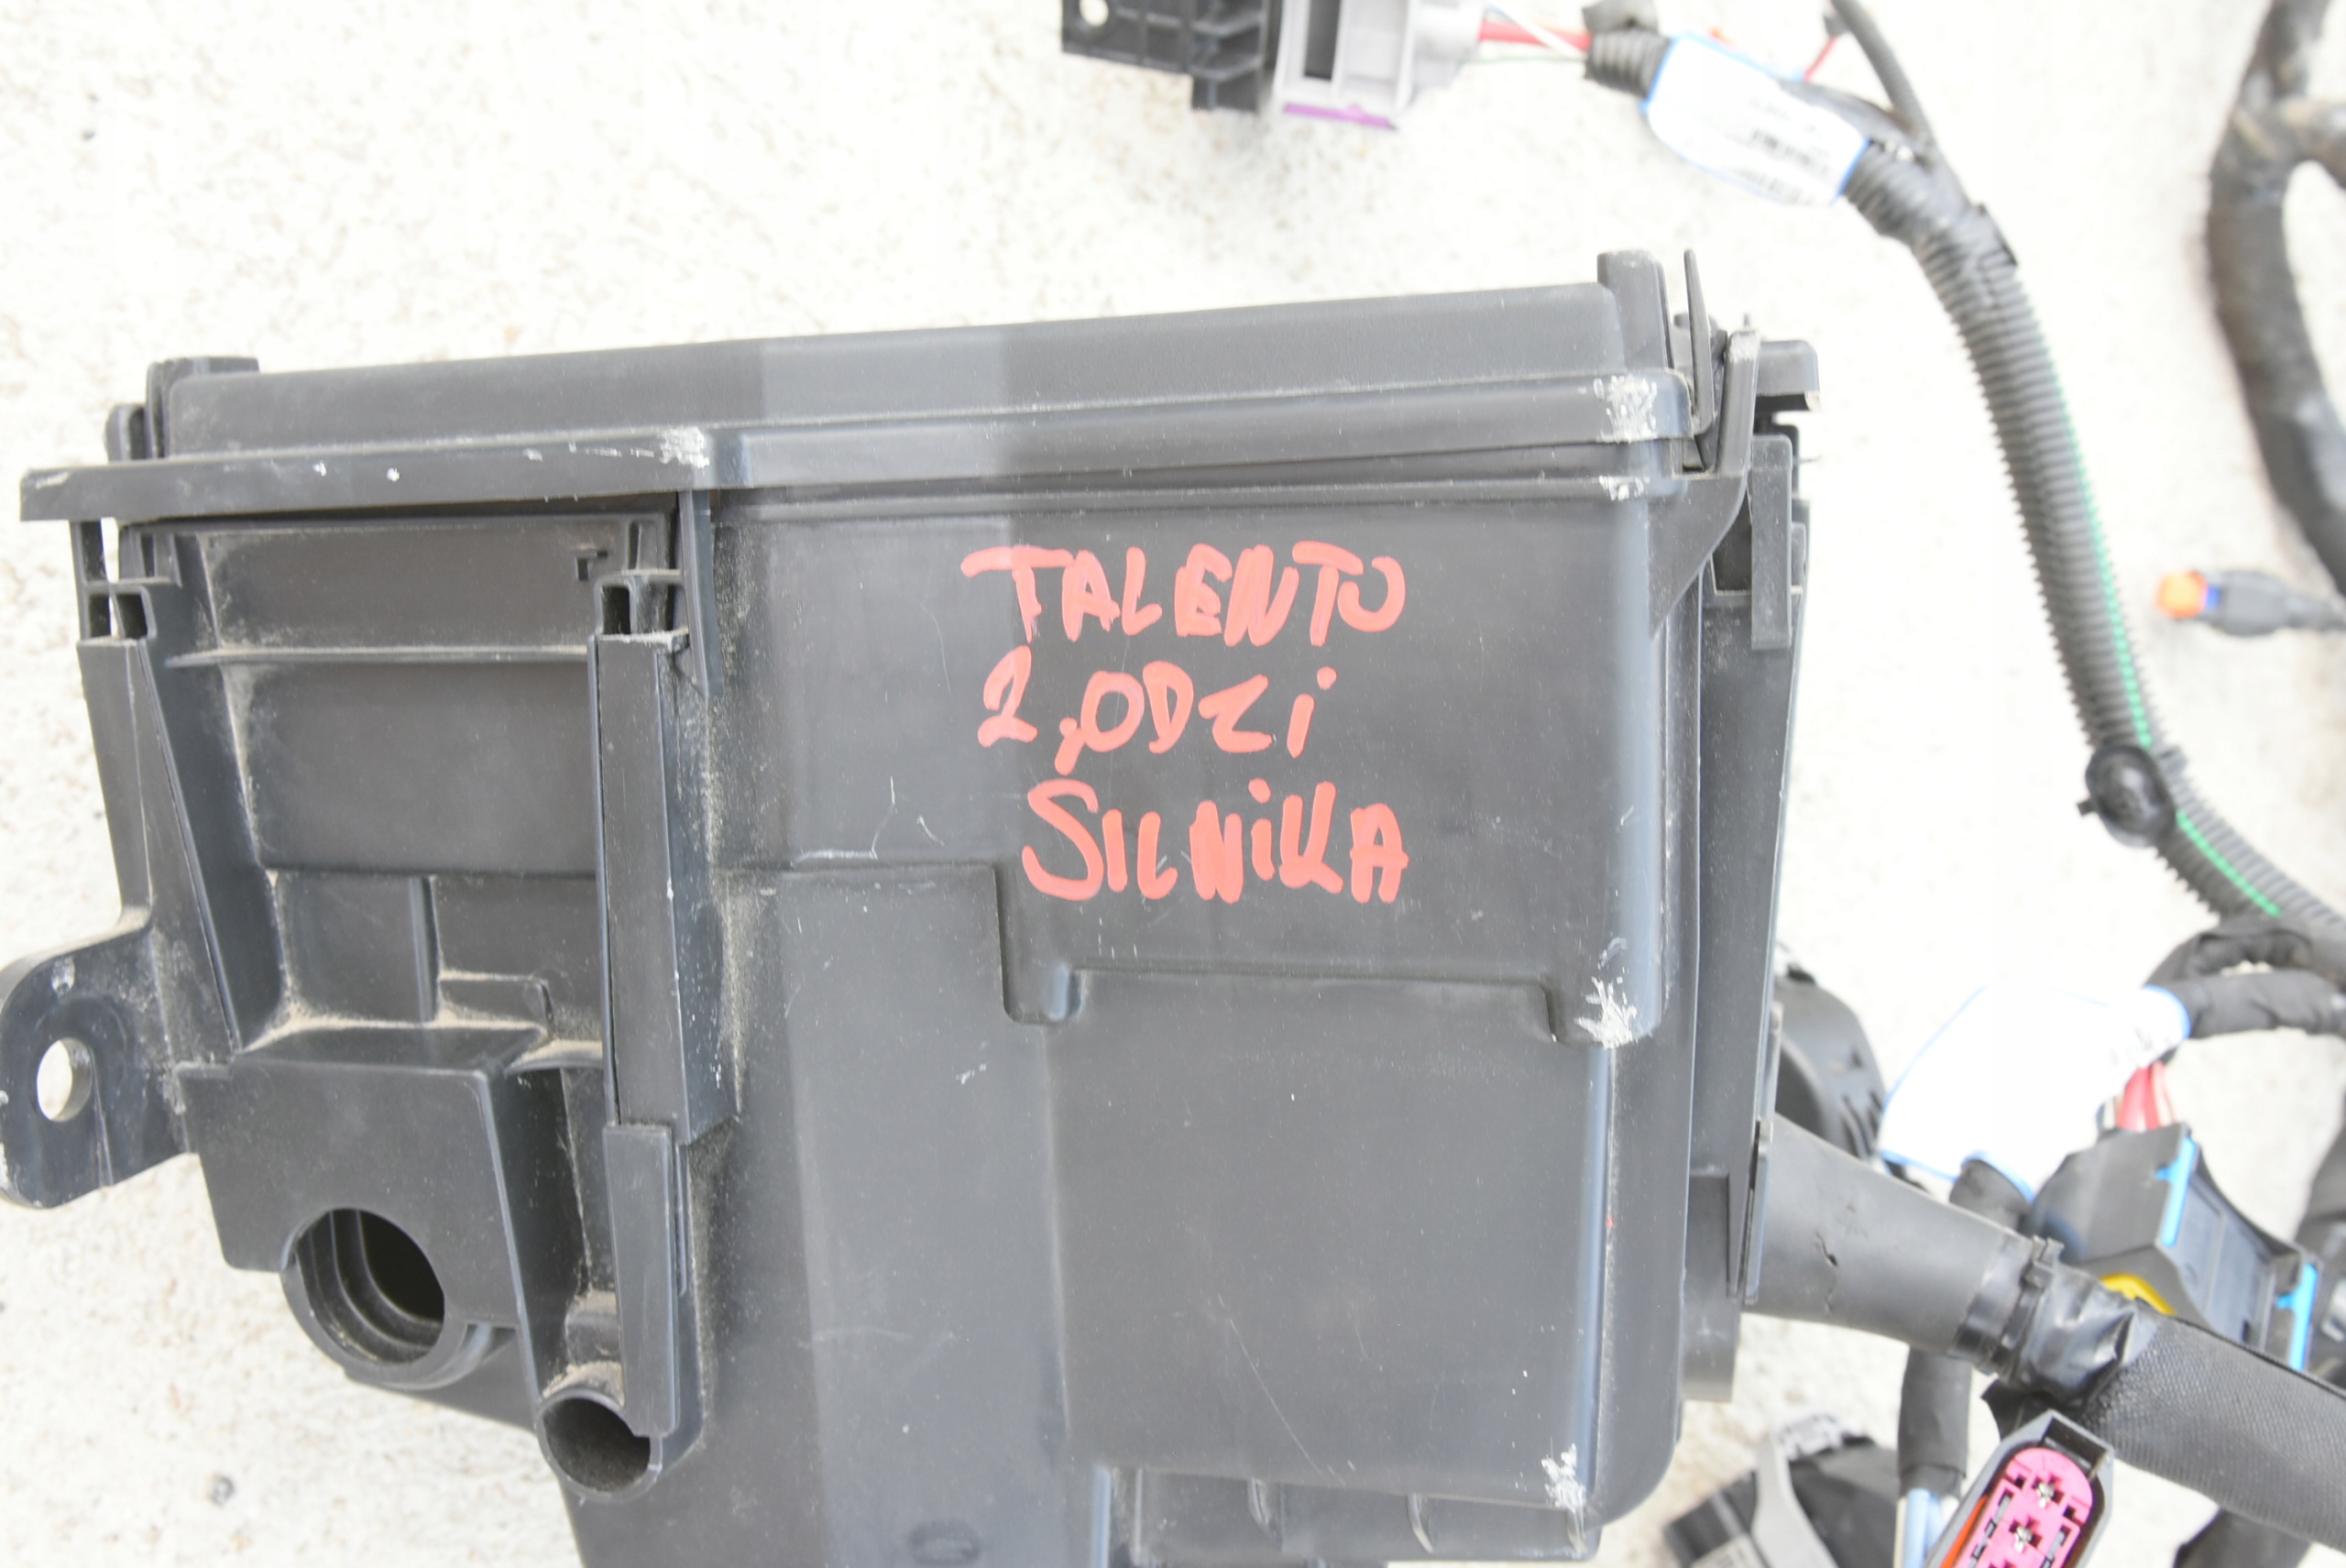 TALENTO
2,0DCi
SILNiKA